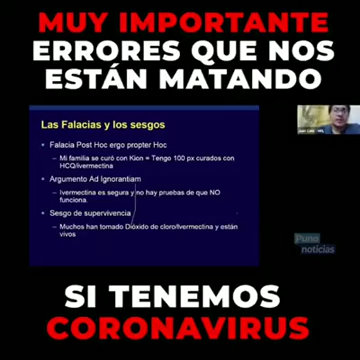 MUY IMPORTANTE
ERRORES QUE NOS
ESTÁN MATANDO
Las Falacias y los sesgos
Falacia Post Hoc ergo propter Hoc
– Mi familia se curó con Kion = Tengo 100 px curados con
HCQ/Ivermectina
Argumento Ad Ignorantiam
– Ivermectina es segura y no hay pruebas de que NO
funciona.
Sesgo de supervivencia
– Muchos han tomado Dióxido de cloro/Ivermectina y están
vivos
Puno
noticias
SI TENEMOS
CORONAVIRUS